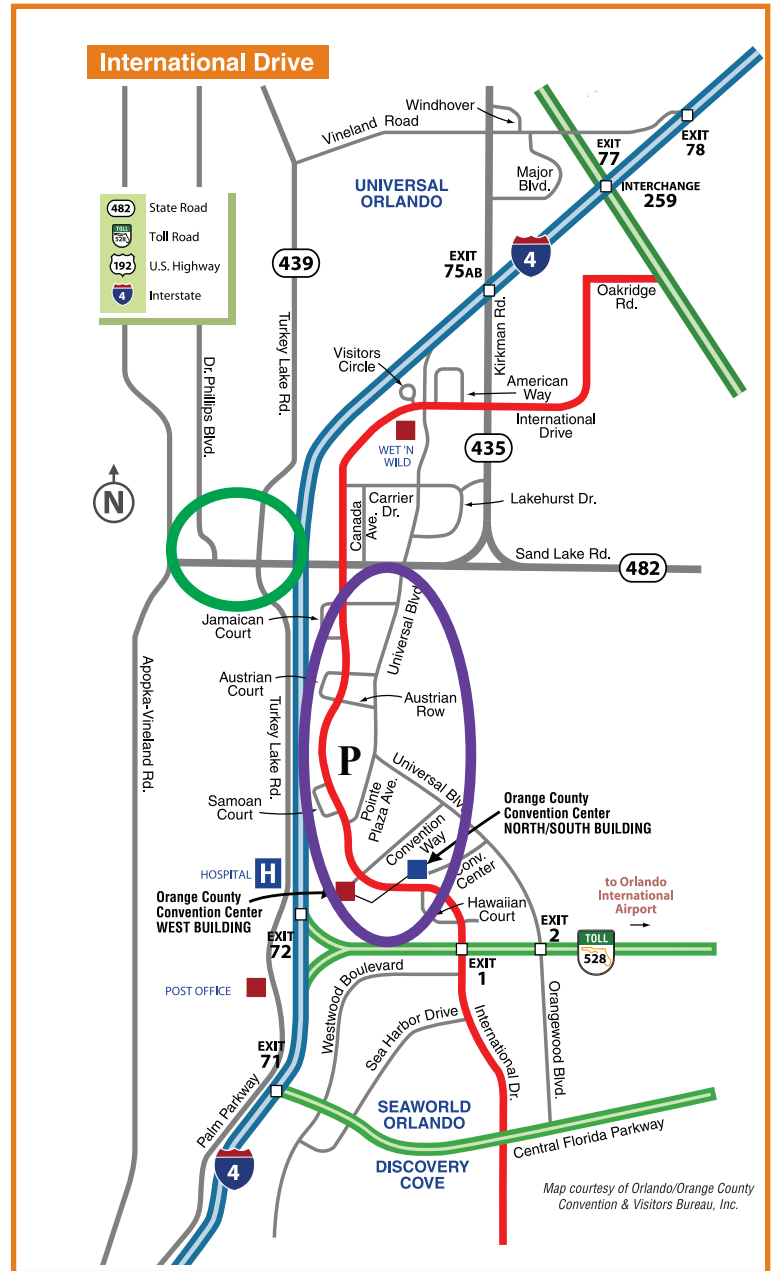 International Drive
Windhover
Vineland Road
EXIT
78
EXIT
77
Major
Blvd.
INTERCHANGE
259
UNIVERSAL
ORLANDO
482 State Road
TOLL
528
Toll Road
192 U.S. Highway
4 Interstate
439
EXIT
75AB
4
Oakridge
Rd.
Kirkman Rd.
Turkey Lake Rd.
Dr. Phillips Blvd.
Visitors
Circle
American
Way
International
Drive
WET 'N
WILD
435
N
Canada
Ave.
Carrier
Dr.
Lakehurst Dr.
Sand Lake Rd.
482
Jamaican
Court
Universal Blvd
Austrian
Court
Austrian
Row
Apopka-Vineland Rd.
Turkey Lake Rd.
P
Samoan
Court
Pointe
Plaza Ave.
Universal Blv
Orange County
Convention Center
NORTH/SOUTH BUILDING
Convention
Way
Conv.
Center
HOSPITAL
H
Orange County
Convention Center
WEST BUILDING
Hawaiian
Court
to Orlando
International
Airport
EXIT
72
EXIT
2
TOLL
528
EXIT
1
POST OFFICE
Westwood Boulevard
Sea Harbor Drive
International Dr.
Orangewood Blvd.
EXIT
71
Palm Parkway
SEAWORLD
ORLANDO
Central Florida Parkway
DISCOVERY
COVE
4
Map courtesy of Orlando/Orange County
Convention & Visitors Bureau, Inc.